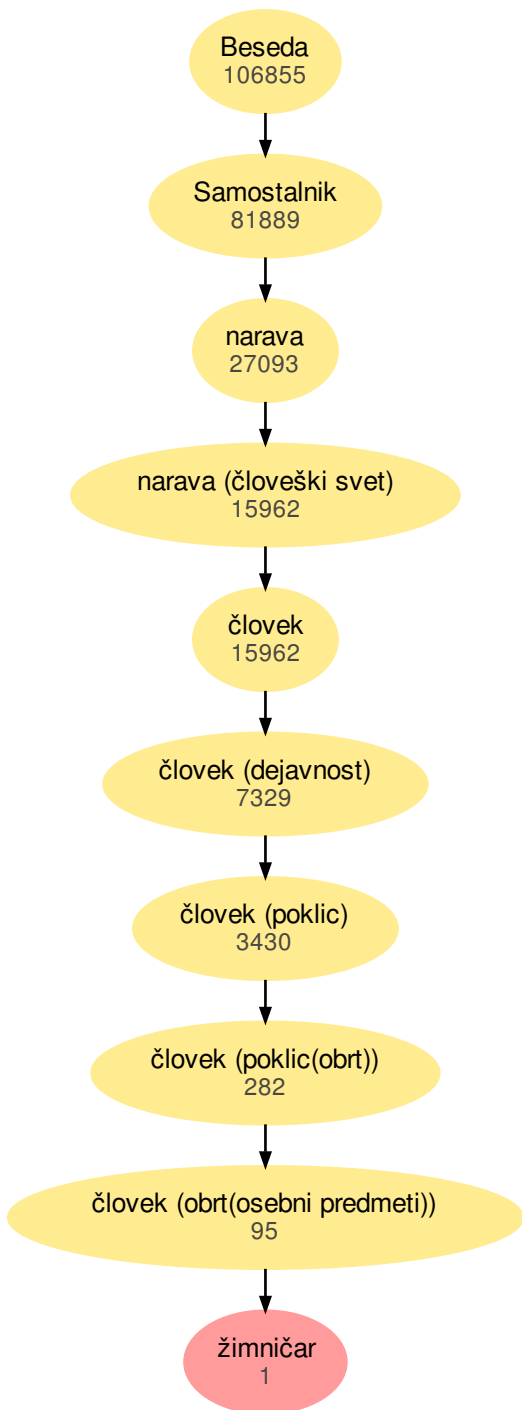 Beseda
106855
Samostalnik
81889
narava
27093
narava (človeški svet)
15962
človek
15962
človek (dejavnost)
7329
človek (poklic)
3430
človek (poklic(obrt))
282
človek (obrt(osebni predmeti))
95
žimničar
1